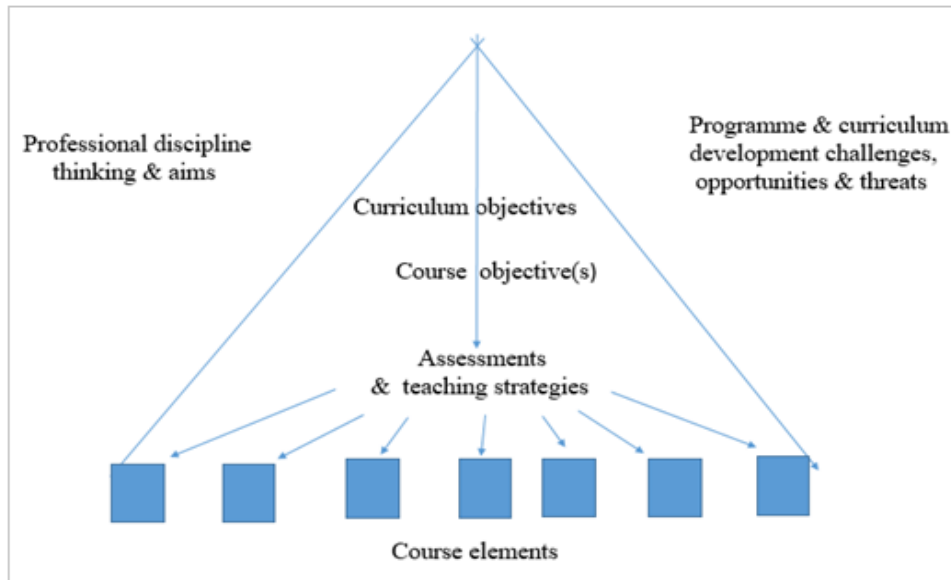 Professional discipline
thinking & aims
Programme & curriculum
development challenges,
opportunities & threats
Curriculum objectives
Course objective(s)
Assessments
& teaching strategies
Course elements